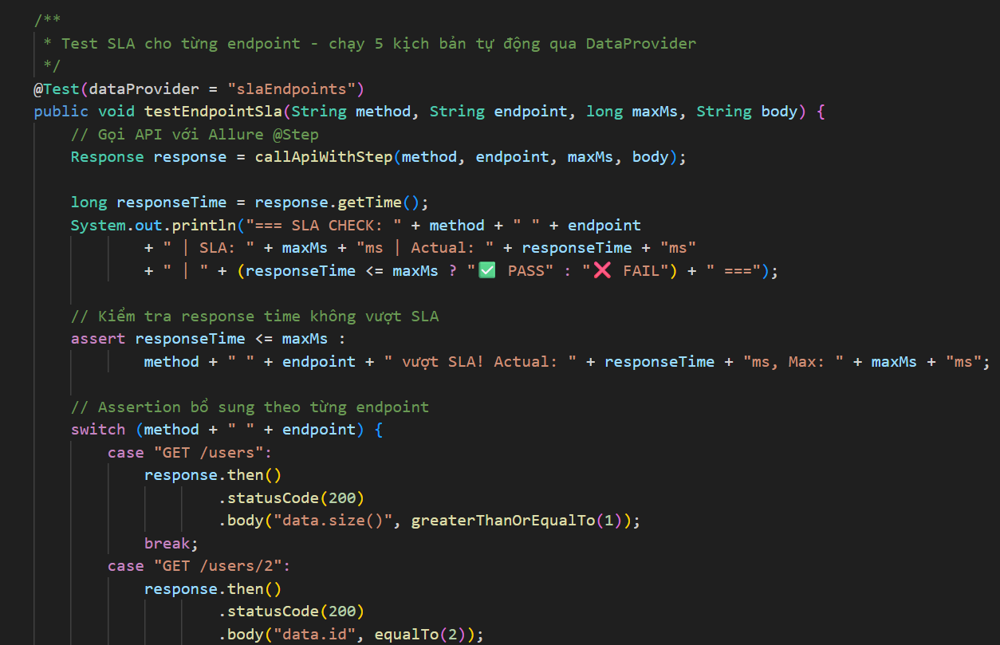 /**
 * Test SLA cho từng endpoint - chạy 5 kịch bản tự động qua DataProvider
 */
@Test(dataProvider = "slaEndpoints")
public void testEndpointSla(String method, String endpoint, long maxMs, String body) {
    // Gọi API với Allure @Step
    Response response = callApiWithStep(method, endpoint, maxMs, body);

    long responseTime = response.getTime();
    System.out.println("=== SLA CHECK: " + method + " " + endpoint
            + " | SLA: " + maxMs + "ms | Actual: " + responseTime + "ms"
            + " | " + (responseTime <= maxMs ? "✅ PASS" : "❌ FAIL") + " ===");

    // Kiểm tra response time không vượt SLA
    assert responseTime <= maxMs :
            method + " " + endpoint + " vượt SLA! Actual: " + responseTime + "ms, Max: " + maxMs + "ms";

    // Assertion bổ sung theo từng endpoint
    switch (method + " " + endpoint) {
        case "GET /users":
            response.then()
                    .statusCode(200)
                    .body("data.size()", greaterThanOrEqualTo(1));
            break;
        case "GET /users/2":
            response.then()
                    .statusCode(200)
                    .body("data.id", equalTo(2));